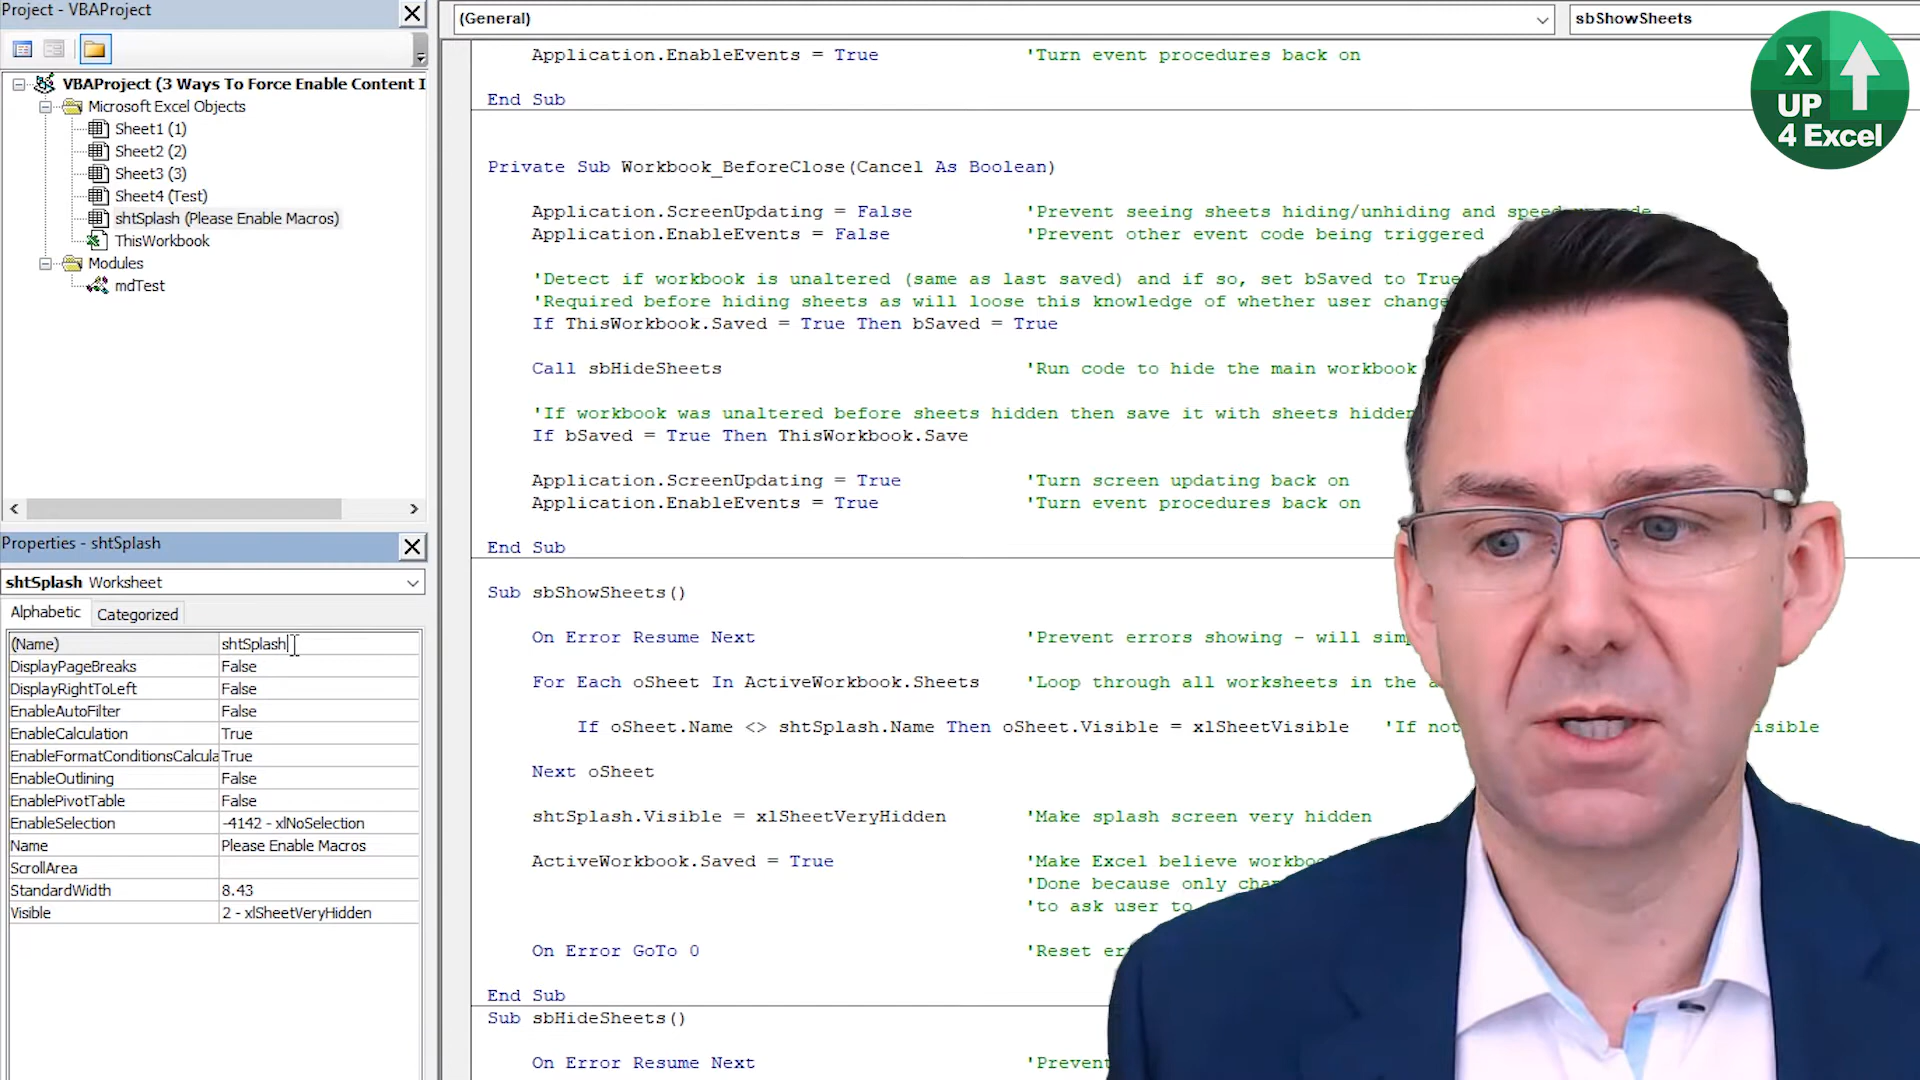 Project - VBAProject
VBAProject (3 Ways To Force Enable Content I
Microsoft Excel Objects
Sheet1 (1)
Sheet2 (2)
Sheet3 (3)
Sheet4 (Test)
shtSplash (Please Enable Macros)
ThisWorkbook
Modules
mdTest
Properties - shtSplash
shtSplash Worksheet
Alphabetic Categorized
(Name) shtSplash
DisplayPageBreaks False
DisplayRightToLeft False
EnableAutoFilter False
EnableCalculation True
EnableFormatConditionsCalcula True
EnableOutlining False
EnablePivotTable False
EnableSelection -4142 - xlNoSelection
Name Please Enable Macros
ScrollArea
StandardWidth 8.43
Visible 2 - xlSheetVeryHidden
(General) sbShowSheets
Application.EnableEvents = True 'Turn event procedures back on
End Sub
Private Sub Workbook_BeforeClose(Cancel As Boolean)
Application.ScreenUpdating = False 'Prevent seeing sheets hiding/unhiding and
Application.EnableEvents = False 'Prevent other event code being triggered
'Detect if workbook is unaltered (same as last saved) and if so, set bSaved to True
'Required before hiding sheets as will loose this knowledge of whether user change
If ThisWorkbook.Saved = True Then bSaved = True
Call sbHideSheets 'Run code to hide the main workbook
'If workbook was unaltered before sheets hidden then save it with sheets hidden
If bSaved = True Then ThisWorkbook.Save
Application.ScreenUpdating = True 'Turn screen updating back on
Application.EnableEvents = True 'Turn event procedures back on
End Sub
Sub sbShowSheets()
On Error Resume Next 'Prevent errors showing - will
For Each oSheet In ActiveWorkbook.Sheets 'Loop through all worksheets in the
If oSheet.Name <> shtSplash.Name Then oSheet.Visible = xlSheetVisible 'If
Next oSheet
shtSplash.Visible = xlSheetVeryHidden 'Make splash screen very hidden
ActiveWorkbook.Saved = True 'Make Excel believe
'Done because only
'to ask user to
On Error GoTo 0 'Reset
End Sub
Sub sbHideSheets()
On Error Resume Next 'Prevent
X
UP
4 Excel